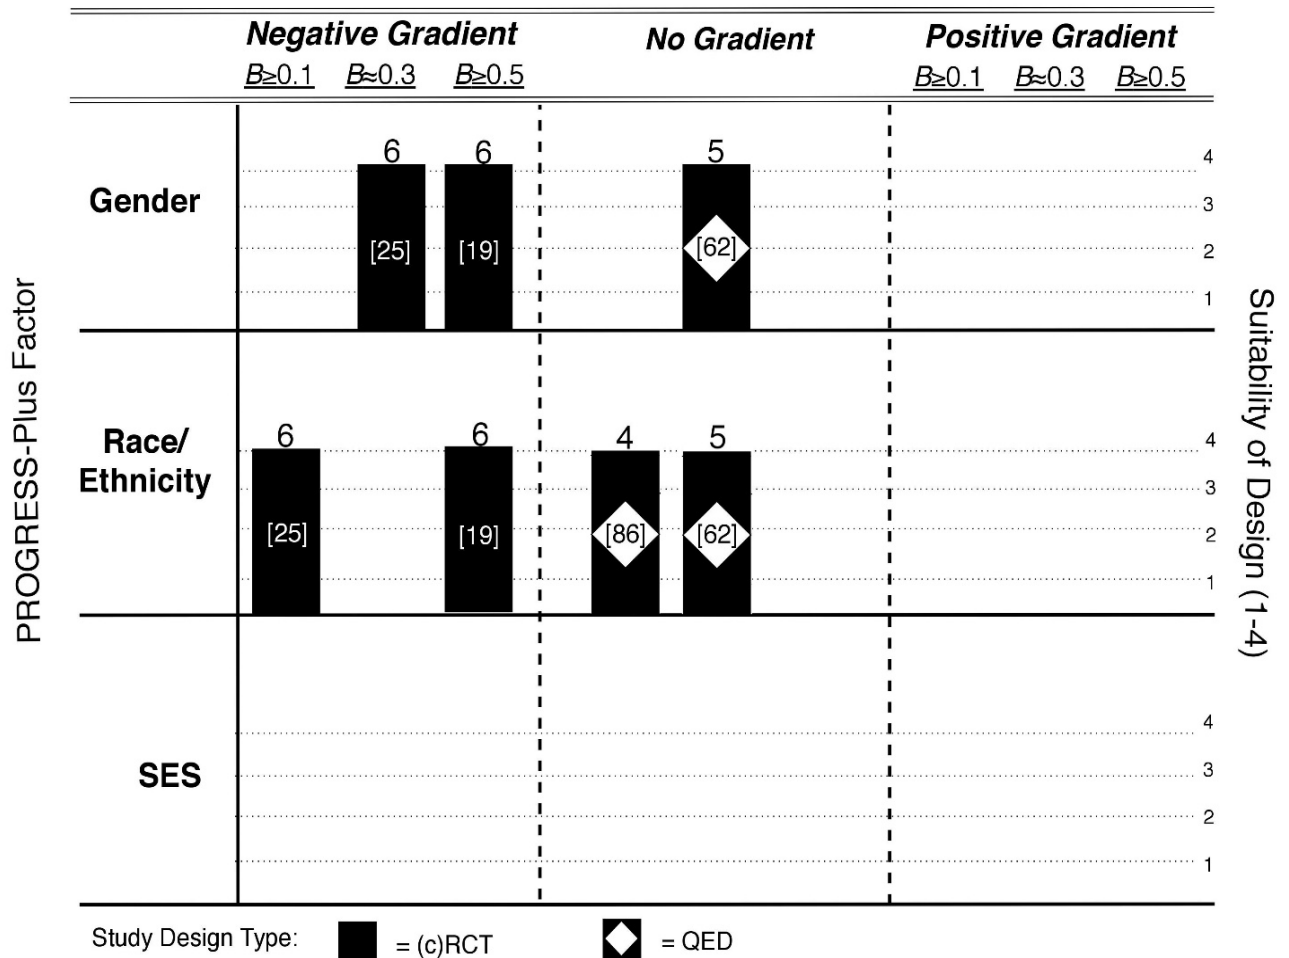 Negative Gradient No Gradient Positive Gradient
B≥0.1 B≈0.3 B≥0.5 B≥0.1 B≈0.3 B≥0.5
PROGRESS-Plus Factor
Gender
6 6 5
[25] [19] [62]
4
3
2
1
Race/
Ethnicity
6 6 4 5
[25] [19] [86] [62]
4
3
2
1
SES
4
3
2
1
Suitability of Design (1-4)
Study Design Type: = (c)RCT = QED